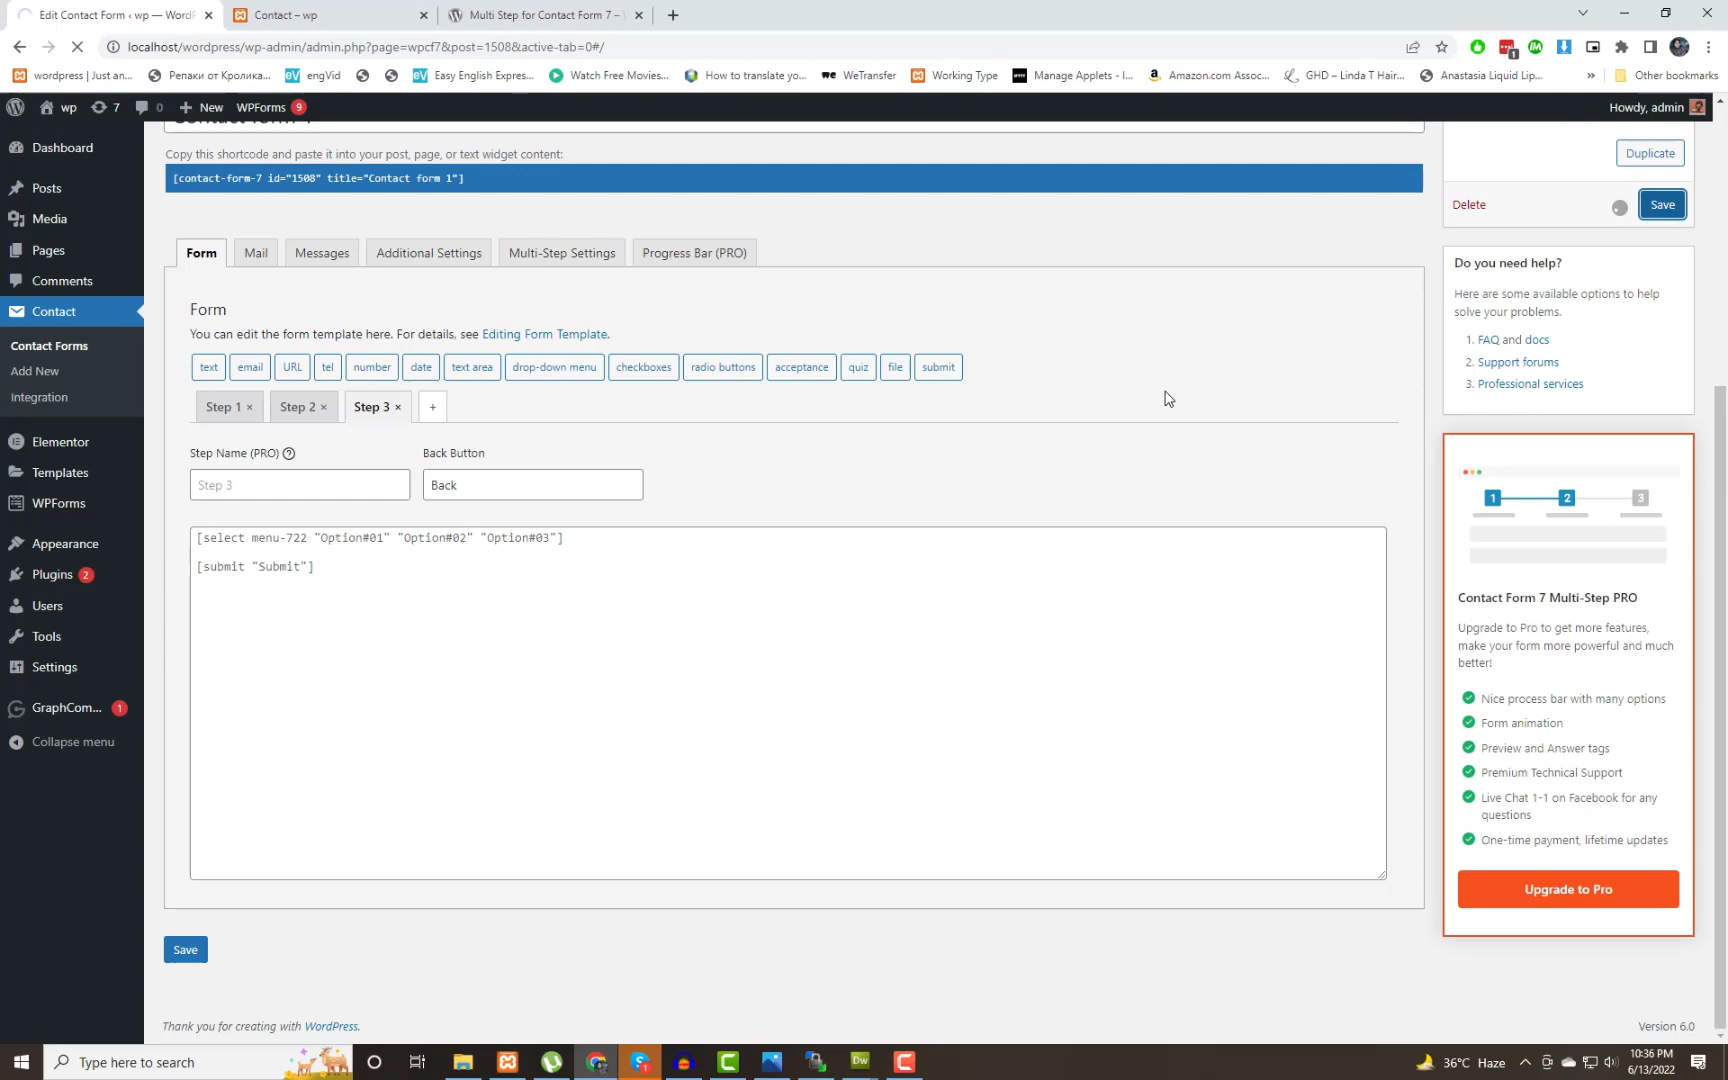 Edit Contact Form ‹ wp — WordP
Contact – wp
Multi Step for Contact Form 7 –
localhost/wordpress/wp-admin/admin.php?page=wpcf7&post=1508&active-tab=0#/
1
wordpress | Just an...
Репаки от Кролика...
engVid
Easy English Expres...
Watch Free Movies...
How to translate yo...
WeTransfer
Working Type
Manage Applets - I...
Amazon.com Assoc...
GHD – Linda T Hair...
Anastasia Liquid Lip...
»
Other bookmarks
wp
7
0
New
WPForms 9
Howdy, admin
Dashboard
Posts
Media
Pages
Comments
Contact
Contact Forms
Add New
Integration
Elementor
Templates
WPForms
Appearance
Plugins 2
Users
Tools
Settings
GraphCom... 1
Collapse menu
Copy this shortcode and paste it into your post, page, or text widget content:
[contact-form-7 id="1508" title="Contact form 1"]
Form
Mail
Messages
Additional Settings
Multi-Step Settings
Progress Bar (PRO)
Form
You can edit the form template here. For details, see Editing Form Template.
text
email
URL
tel
number
date
text area
drop-down menu
checkboxes
radio buttons
acceptance
quiz
file
submit
Step 1 ×
Step 2 ×
Step 3 ×
+
Step Name (PRO)
Back Button
Step 3
Back
[select menu-722 "Option#01" "Option#02" "Option#03"]
[submit "Submit"]
Save
Thank you for creating with WordPress.
Version 6.0
Duplicate
Delete
Save
Do you need help?
Here are some available options to help
solve your problems.
1. FAQ and docs
2. Support forums
3. Professional services
1
2
3
Contact Form 7 Multi-Step PRO
Upgrade to Pro to get more features,
make your form more powerful and much
better!
Nice process bar with many options
Form animation
Preview and Answer tags
Premium Technical Support
Live Chat 1-1 on Facebook for any
questions
One-time payment, lifetime updates
Upgrade to Pro
Type here to search
Dw
36°C Haze
10:36 PM
6/13/2022